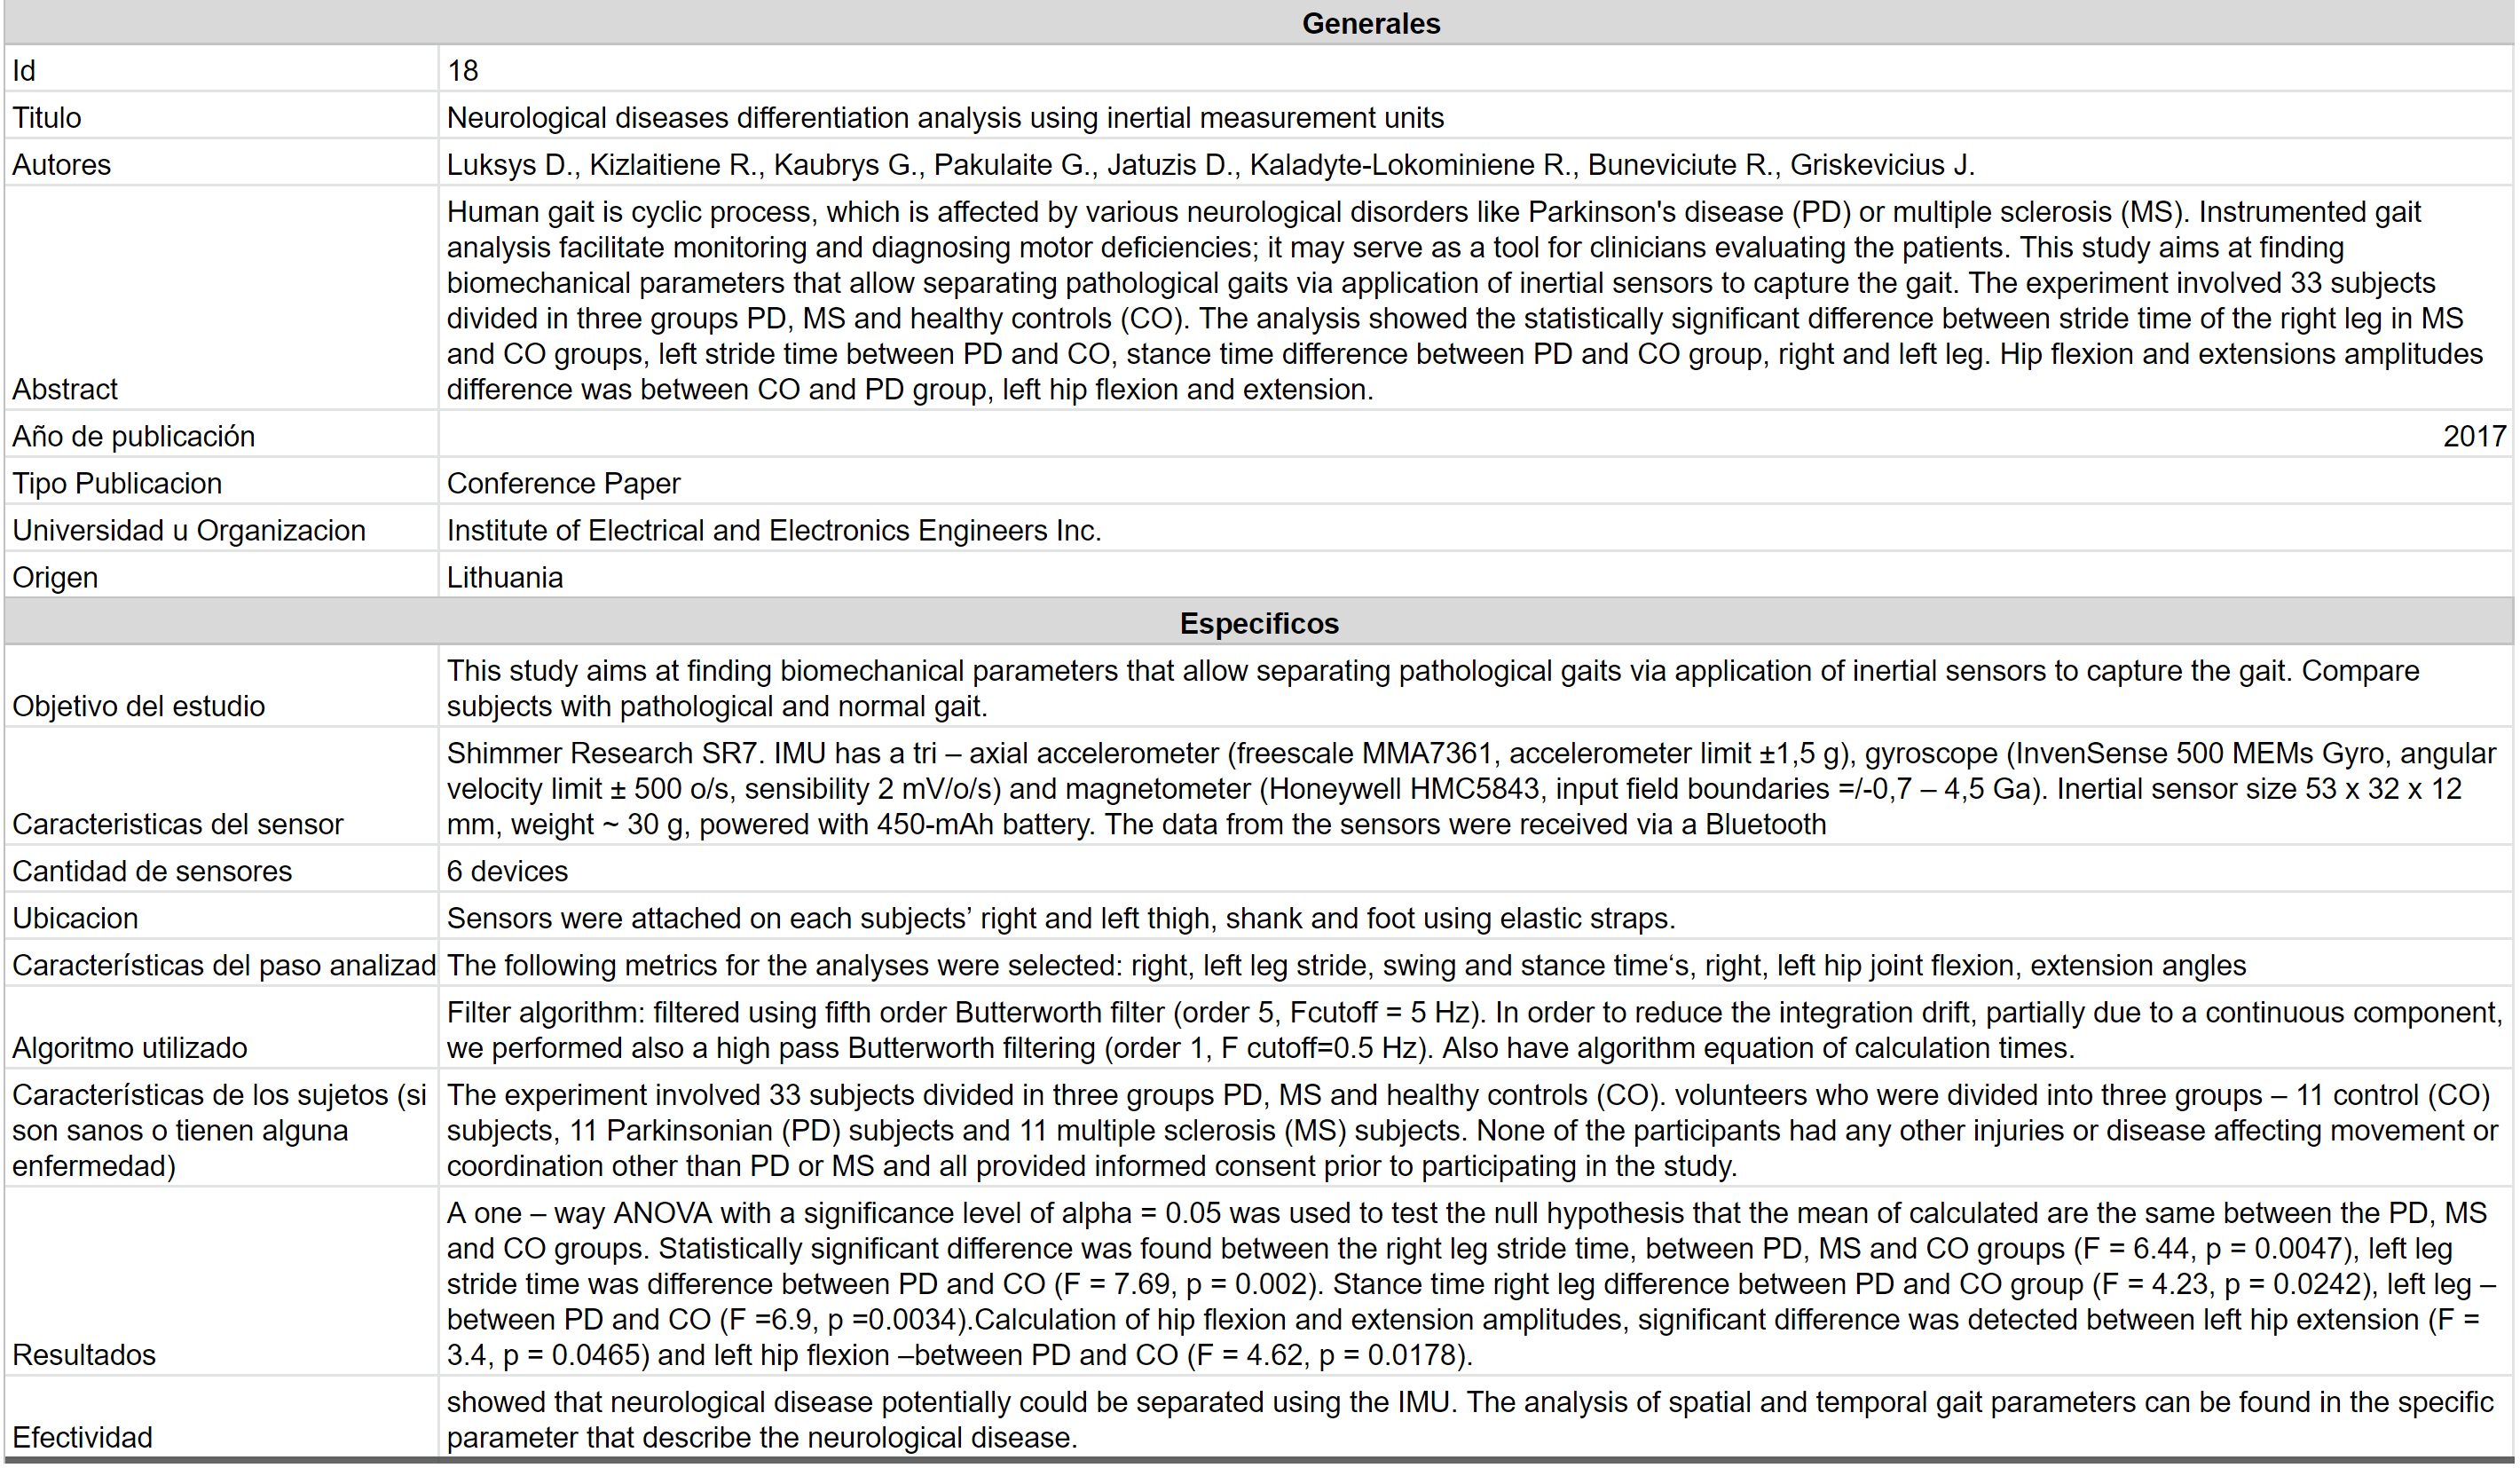 Generales
Id 18
Titulo Neurological diseases differentiation analysis using inertial measurement units
Autores Luksys D., Kizlaitiene R., Kaubrys G., Pakulaite G., Jatuzis D., Kaladyte-Lokominiene R., Buneviciute R., Griskevicius J.
Human gait is cyclic process, which is affected by various neurological disorders like Parkinson's disease (PD) or multiple sclerosis (MS). Instrumented gait
analysis facilitate monitoring and diagnosing motor deficiencies; it may serve as a tool for clinicians evaluating the patients. This study aims at finding
biomechanical parameters that allow separating pathological gaits via application of inertial sensors to capture the gait. The experiment involved 33 subjects
divided in three groups PD, MS and healthy controls (CO). The analysis showed the statistically significant difference between stride time of the right leg in MS
and CO groups, left stride time between PD and CO, stance time difference between PD and CO group, right and left leg. Hip flexion and extensions amplitudes
Abstract difference was between CO and PD group, left hip flexion and extension.
Año de publicación 2017
Tipo Publicacion Conference Paper
Universidad u Organizacion Institute of Electrical and Electronics Engineers Inc.
Origen Lithuania
Especificos
This study aims at finding biomechanical parameters that allow separating pathological gaits via application of inertial sensors to capture the gait. Compare
Objetivo del estudio subjects with pathological and normal gait.
Shimmer Research SR7. IMU has a tri – axial accelerometer (freescale MMA7361, accelerometer limit ±1,5 g), gyroscope (InvenSense 500 MEMs Gyro, angular
velocity limit ± 500 o/s, sensibility 2 mV/o/s) and magnetometer (Honeywell HMC5843, input field boundaries =/-0,7 – 4,5 Ga). Inertial sensor size 53 x 32 x 12
Caracteristicas del sensor mm, weight ~ 30 g, powered with 450-mAh battery. The data from the sensors were received via a Bluetooth
Cantidad de sensores 6 devices
Ubicacion Sensors were attached on each subjects’ right and left thigh, shank and foot using elastic straps.
Características del paso analizad The following metrics for the analyses were selected: right, left leg stride, swing and stance time‘s, right, left hip joint flexion, extension angles
Filter algorithm: filtered using fifth order Butterworth filter (order 5, Fcutoff = 5 Hz). In order to reduce the integration drift, partially due to a continuous component,
Algoritmo utilizado we performed also a high pass Butterworth filtering (order 1, F cutoff=0.5 Hz). Also have algorithm equation of calculation times.
Características de los sujetos (si The experiment involved 33 subjects divided in three groups PD, MS and healthy controls (CO). volunteers who were divided into three groups – 11 control (CO)
son sanos o tienen alguna subjects, 11 Parkinsonian (PD) subjects and 11 multiple sclerosis (MS) subjects. None of the participants had any other injuries or disease affecting movement or
enfermedad) coordination other than PD or MS and all provided informed consent prior to participating in the study.
A one – way ANOVA with a significance level of alpha = 0.05 was used to test the null hypothesis that the mean of calculated are the same between the PD, MS
and CO groups. Statistically significant difference was found between the right leg stride time, between PD, MS and CO groups (F = 6.44, p = 0.0047), left leg
stride time was difference between PD and CO (F = 7.69, p = 0.002). Stance time right leg difference between PD and CO group (F = 4.23, p = 0.0242), left leg –
between PD and CO (F =6.9, p =0.0034).Calculation of hip flexion and extension amplitudes, significant difference was detected between left hip extension (F =
Resultados 3.4, p = 0.0465) and left hip flexion –between PD and CO (F = 4.62, p = 0.0178).
showed that neurological disease potentially could be separated using the IMU. The analysis of spatial and temporal gait parameters can be found in the specific
Efectividad parameter that describe the neurological disease.